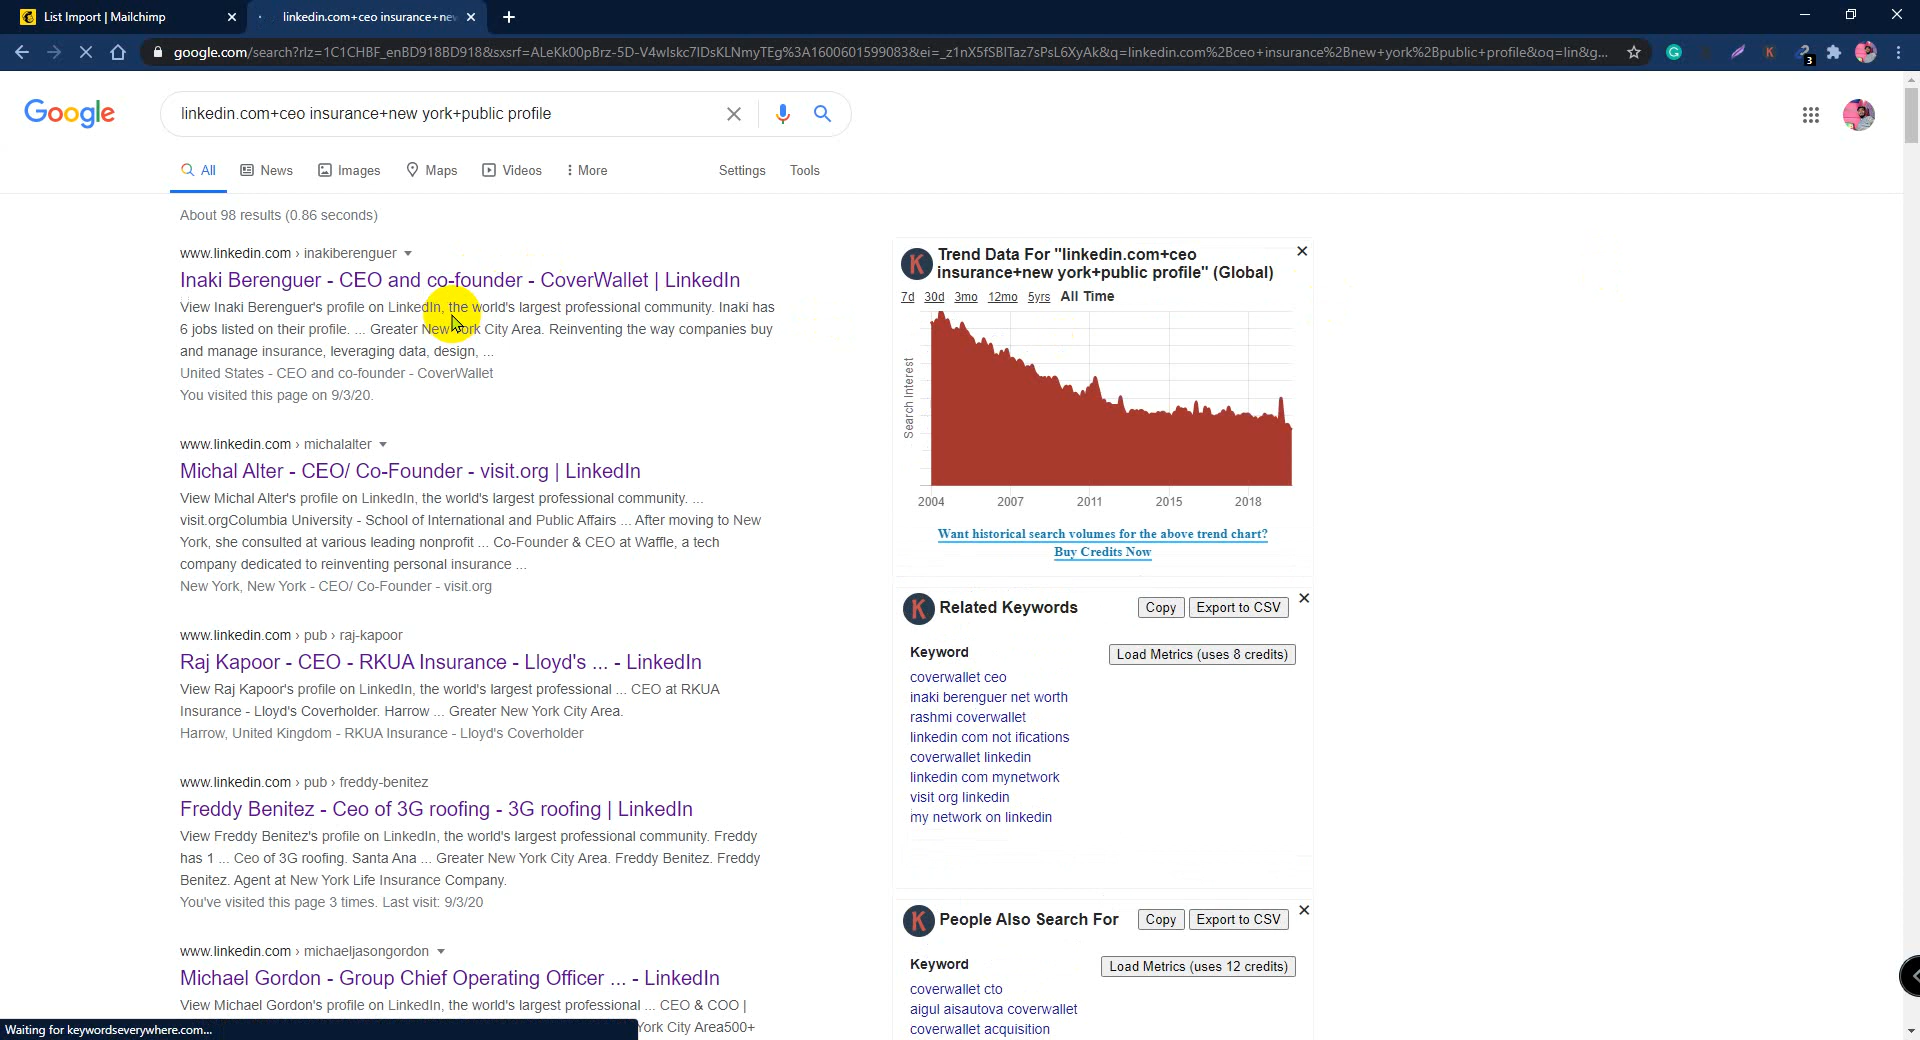 List Import | Mailchimp
linkedin.com+ceo insurance+new
google.com/search?rlz=1C1CHBF_enBD918BD918&sxsrf=ALeKk00pBrz-5D-V4wlskc7lDsKLNmyTEg%3A1600601599083&ei=_z1nX5fSBITaz7sPsL6XyAk&q=linkedin.com%2Bceo+insurance%2Bnew+york%2Bpublic+profile&oq=lin&g...
3
Google
linkedin.com+ceo insurance+new york+public profile
All
News
Images
Maps
Videos
More
Settings
Tools
About 98 results (0.86 seconds)
www.linkedin.com › inakiberenguer
Inaki Berenguer - CEO and co-founder - CoverWallet | LinkedIn
View Inaki Berenguer's profile on LinkedIn, the world's largest professional community. Inaki has
6 jobs listed on their profile. ... Greater New York City Area. Reinventing the way companies buy
and manage insurance, leveraging data, design, ...
United States - CEO and co-founder - CoverWallet
You visited this page on 9/3/20.
www.linkedin.com › michalalter
Michal Alter - CEO/ Co-Founder - visit.org | LinkedIn
View Michal Alter's profile on LinkedIn, the world's largest professional community. ...
visit.orgColumbia University - School of International and Public Affairs ... After moving to New
York, she consulted at various leading nonprofit ... Co-Founder & CEO at Waffle, a tech
company dedicated to reinventing personal insurance ...
New York, New York - CEO/ Co-Founder - visit.org
www.linkedin.com › pub › raj-kapoor
Raj Kapoor - CEO - RKUA Insurance - Lloyd's ... - LinkedIn
View Raj Kapoor's profile on LinkedIn, the world's largest professional ... CEO at RKUA
Insurance - Lloyd's Coverholder. Harrow ... Greater New York City Area.
Harrow, United Kingdom - RKUA Insurance - Lloyd's Coverholder
www.linkedin.com › pub › freddy-benitez
Freddy Benitez - Ceo of 3G roofing - 3G roofing | LinkedIn
View Freddy Benitez's profile on LinkedIn, the world's largest professional community. Freddy
has 1 ... Ceo of 3G roofing. Santa Ana ... Greater New York City Area. Freddy Benitez. Freddy
Benitez. Agent at New York Life Insurance Company.
You've visited this page 3 times. Last visit: 9/3/20
www.linkedin.com › michaeljasongordon
Michael Gordon - Group Chief Operating Officer ... - LinkedIn
View Michael Gordon's profile on LinkedIn, the world's largest professional ... CEO & COO |
York City Area500+
Waiting for keywordseverywhere.com...
K
Trend Data For "linkedin.com+ceo
insurance+new york+public profile" (Global)
7d 30d 3mo 12mo 5yrs All Time
Search Interest
2004 2007 2011 2015 2018
Want historical search volumes for the above trend chart?
Buy Credits Now
K
Related Keywords
Copy
Export to CSV
Keyword
Load Metrics (uses 8 credits)
coverwallet ceo
inaki berenguer net worth
rashmi coverwallet
linkedin com not ifications
coverwallet linkedin
linkedin com mynetwork
visit org linkedin
my network on linkedin
K
People Also Search For
Copy
Export to CSV
Keyword
Load Metrics (uses 12 credits)
coverwallet cto
aigul aisautova coverwallet
coverwallet acquisition